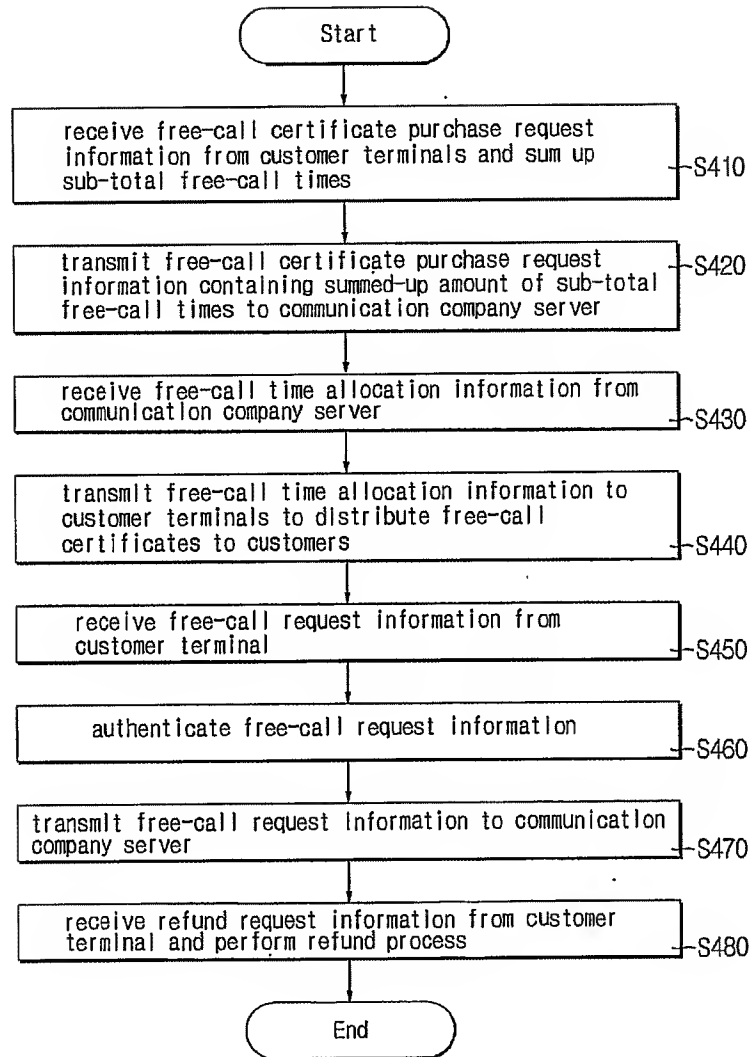 Start
receive free-call certificate purchase request
information from customer terminals and sum up
sub-total free-call times
S410
transmit free-call certificate purchase request
information containing summed-up amount of sub-total
free-call times to communication company server
S420
receive free-call time allocation information from
communication company server
S430
transmit free-call time allocation information to
customer terminals to distribute free-call
certificates to customers
S440
receive free-call request information from
customer terminal
S450
authenticate free-call request information
S460
transmit free-call request information to communication
company server
S470
receive refund request information from customer
terminal and perform refund process
S480
End